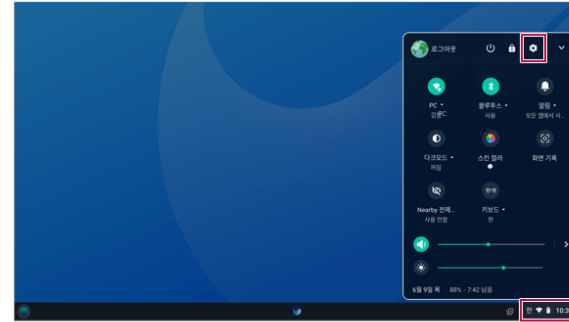 로그아웃
PC
블루투스
알림
사용
모든 앱에서 사...
다크모드
스킨 컬러
화면 기록
꺼짐
한/영
Nearby 전체...
키보드
사용 안함
한
6월 9일 목 88% - 7:42 남음
한